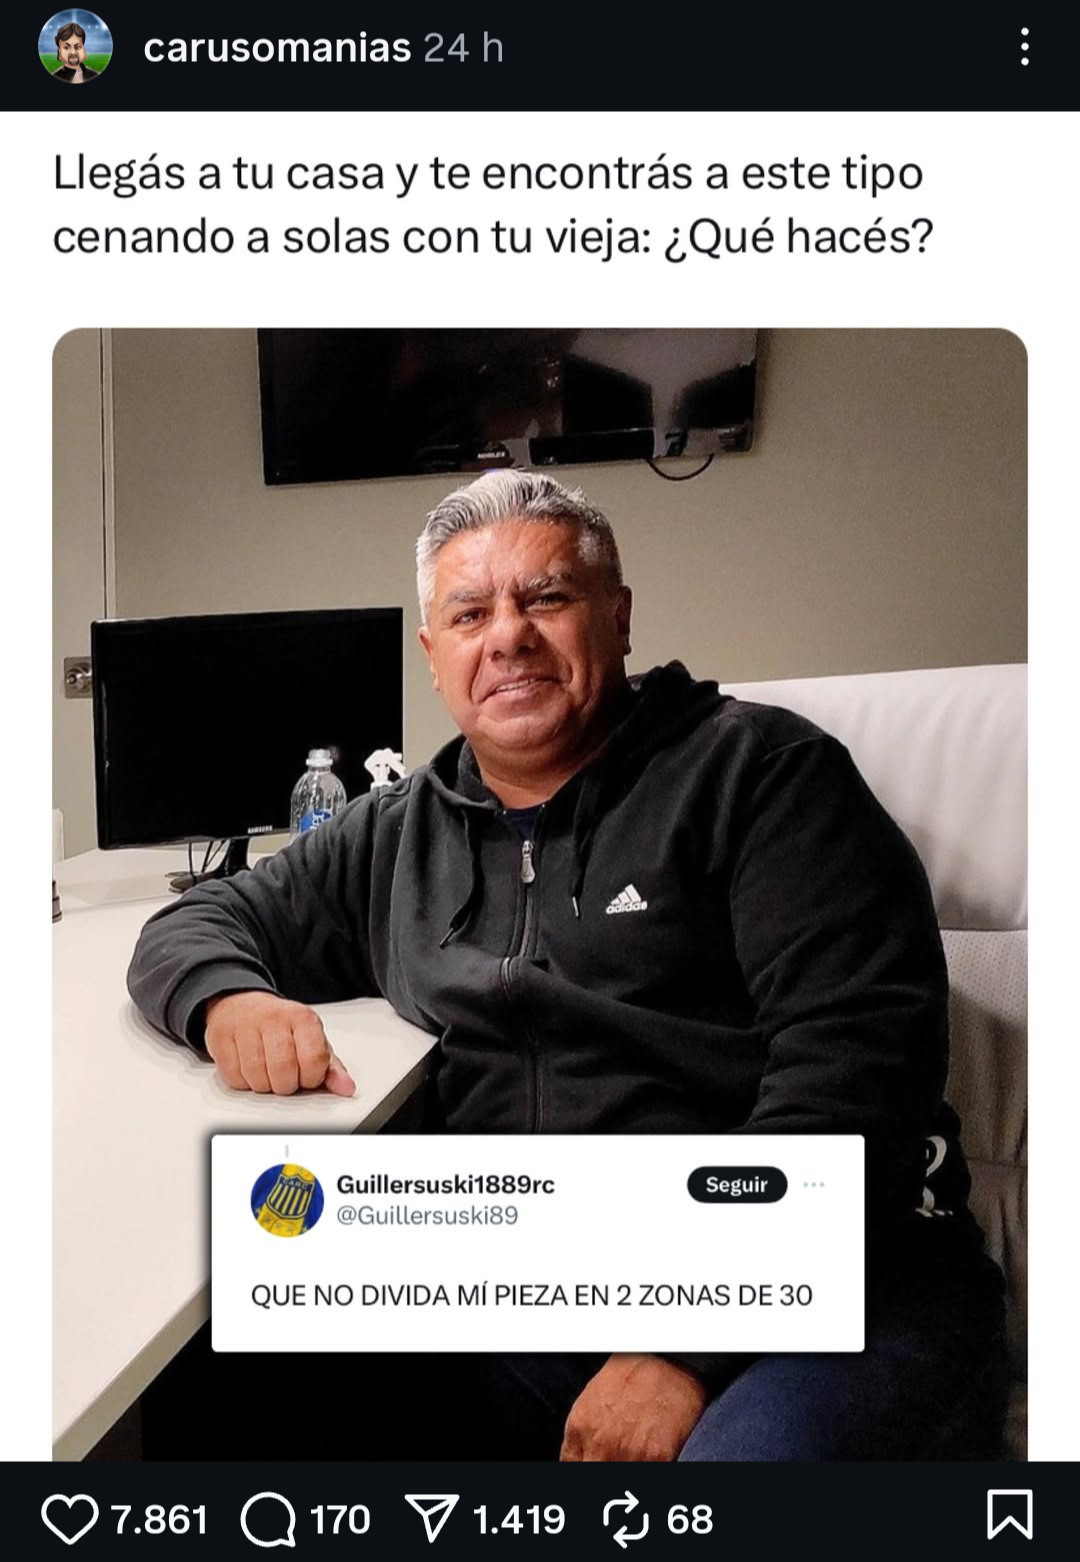 carusomanias 24 h
Llegás a tu casa y te encontrás a este tipo
cenando a solas con tu vieja: ¿Qué hacés?
SAMSUNG
adidas
Guillersuski1889rc
@Guillersuski89
Seguir
QUE NO DIVIDA MÍ PIEZA EN 2 ZONAS DE 30
7.861
170
1.419
68